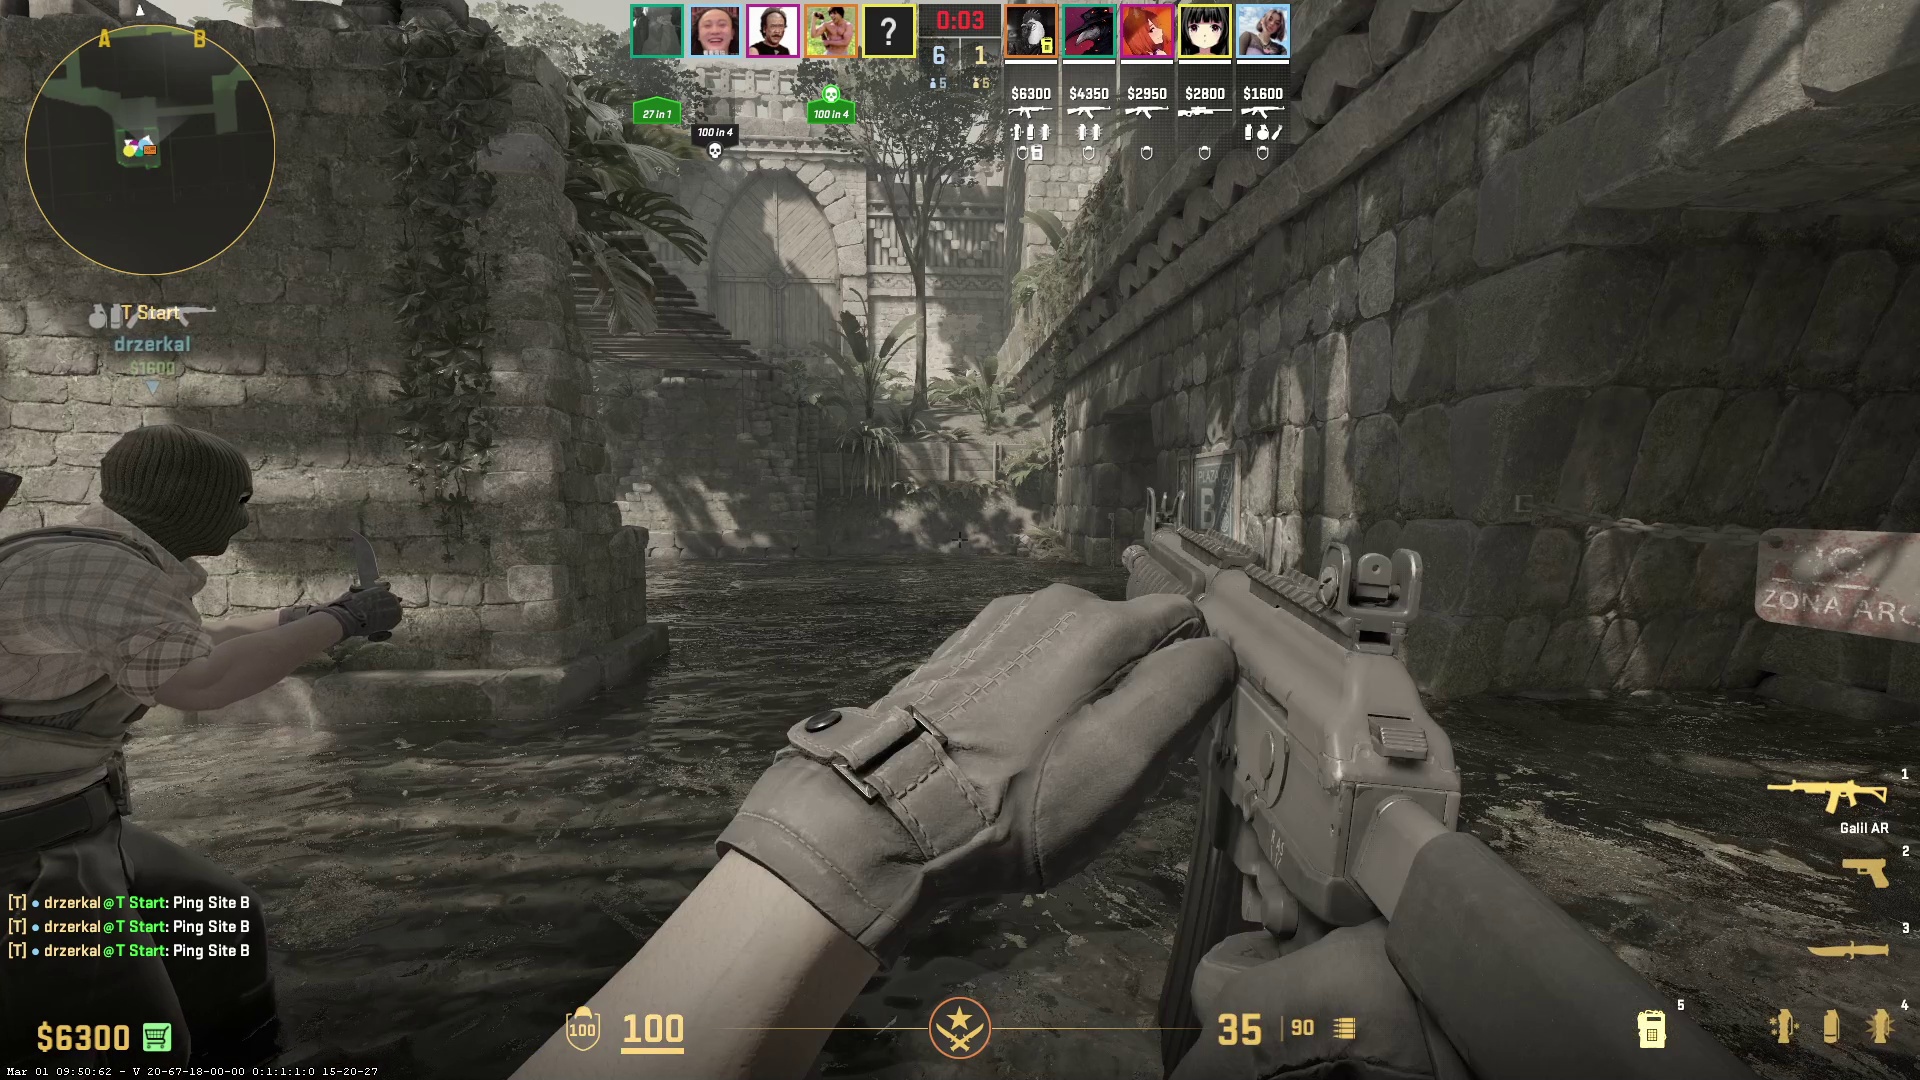 A B
?
0:03
6 1
5 5
27 in 1
100 in 4
100 in 4
$6300 $4350 $2950 $2800 $1600
T Start
drzerkal
$1600
PLAZA
B
ZONA ARQ
1
Galil AR
2
3
[T] ● drzerkal@T Start: Ping Site B
[T] ● drzerkal@T Start: Ping Site B
[T] ● drzerkal@T Start: Ping Site B
5
4
$6300
100 100
35 | 90
Mar 01 09:50:62 - V 20-67-18-00-00 0:1:1:1:0 15-20-27